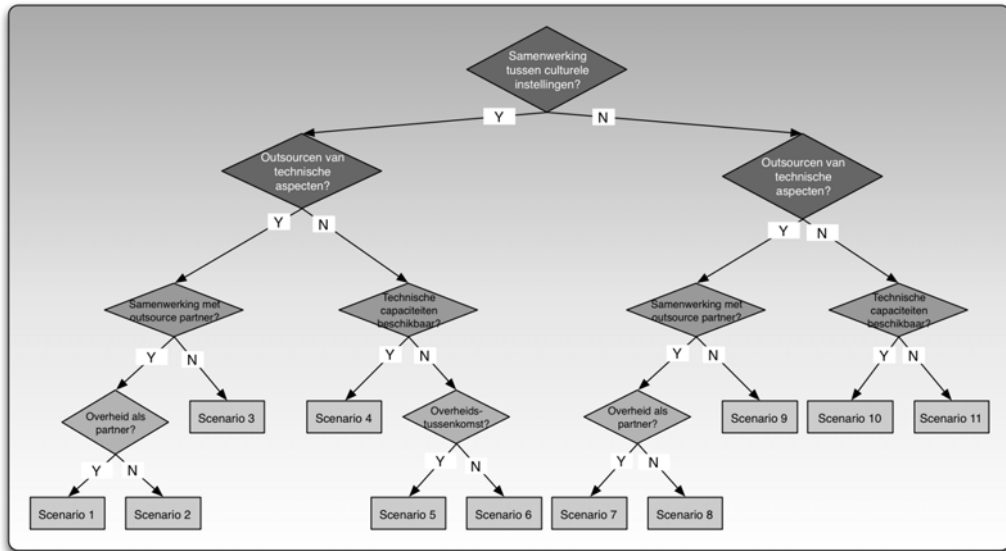 Samenwerking
tussen culturele
instellingen?
Y
N
Outsourcen van
technische
aspecten?
Outsourcen van
technische
aspecten?
Y
N
Y
N
Samenwerking met
outsource partner?
Technische
capaciteiten
beschikbaar?
Samenwerking met
outsource partner?
Technische
capaciteiten
beschikbaar?
Y
N
Y
N
Y
N
Y
N
Overheid als
partner?
Scenario 3
Scenario 4
Overheids-
tussenkomst?
Overheid als
partner?
Scenario 9
Scenario 10
Scenario 11
Y
N
Y
N
Y
N
Scenario 1
Scenario 2
Scenario 5
Scenario 6
Scenario 7
Scenario 8